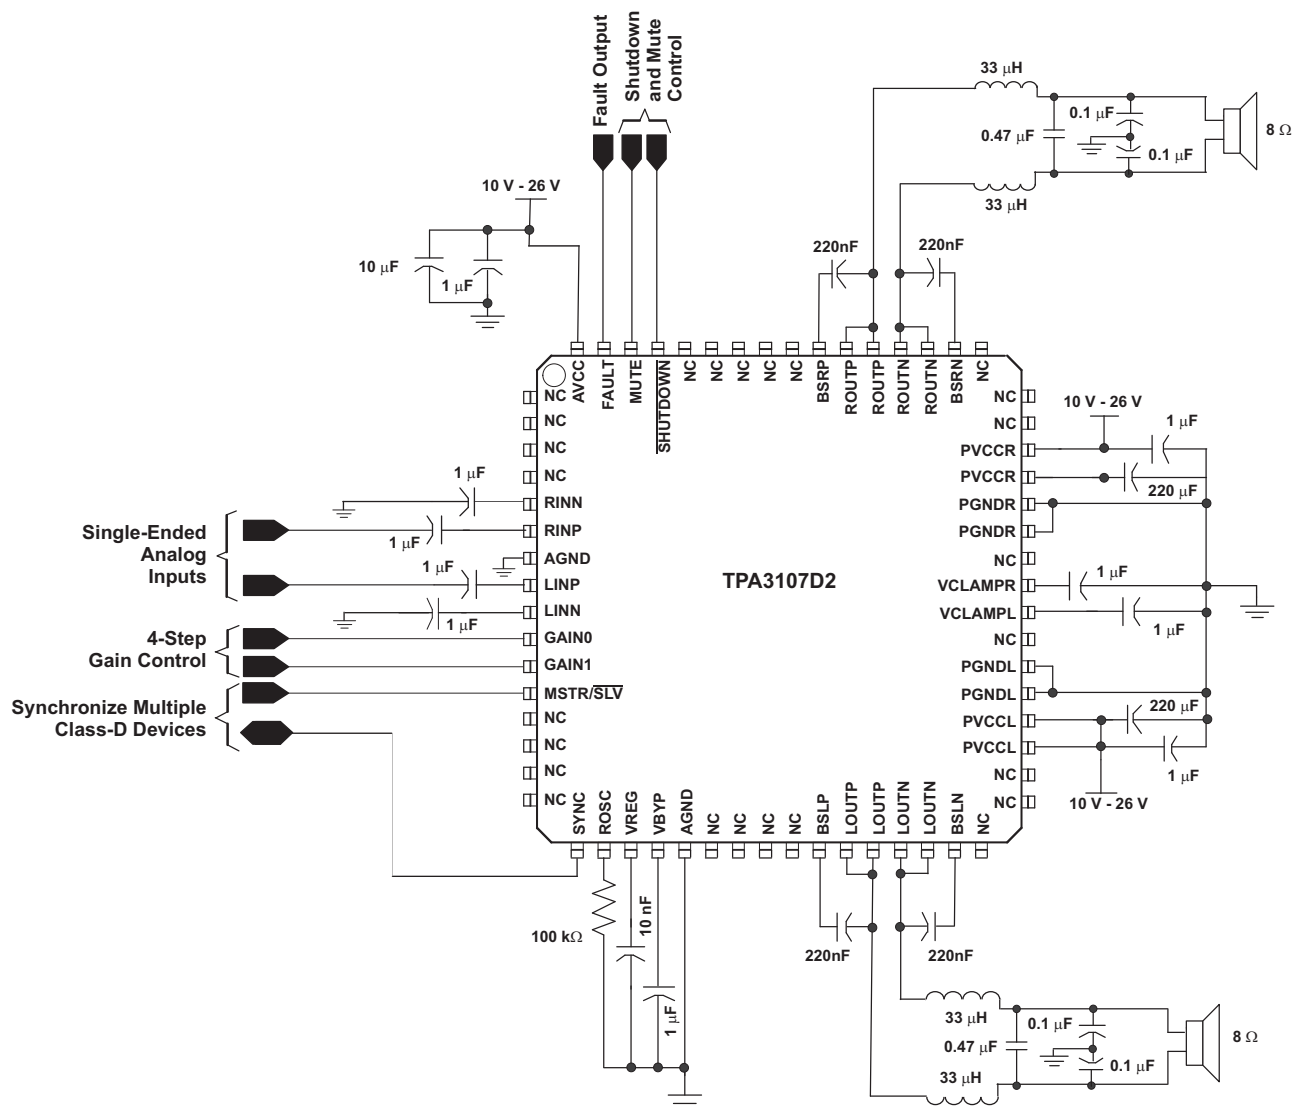 Fault Output
Shutdown
and Mute
Control
33 μH
0.1 μF
0.47 μF
8 Ω
0.1 μF
33 μH
10 V - 26 V
10 μF
1 μF
220nF
220nF
AVCC
FAULT
MUTE
SHUTDOWN
NC
NC
NC
NC
NC
BSRP
ROUTP
ROUTP
ROUTN
ROUTN
BSRN
NC
NC
NC
NC
NC
RINN
RINP
AGND
LINP
LINN
GAIN0
GAIN1
MSTR/SLV
NC
NC
NC
NC
1 μF
1 μF
1 μF
1 μF
Single-Ended
Analog
Inputs
4-Step
Gain Control
Synchronize Multiple
Class-D Devices
TPA3107D2
NC
NC
PVCCR
PVCCR
PGNDR
PGNDR
NC
VCLAMPR
VCLAMPL
NC
PGNDL
PGNDL
PVCCL
PVCCL
NC
NC
10 V - 26 V
1 μF
220 μF
1 μF
1 μF
220 μF
1 μF
10 V - 26 V
SYNC
ROSC
VREG
VBYP
AGND
NC
NC
NC
NC
BSLP
LOUTP
LOUTP
LOUTN
LOUTN
BSLN
NC
100 kΩ
10 nF
1 μF
220nF
220nF
33 μH
0.1 μF
0.47 μF
8 Ω
0.1 μF
33 μH